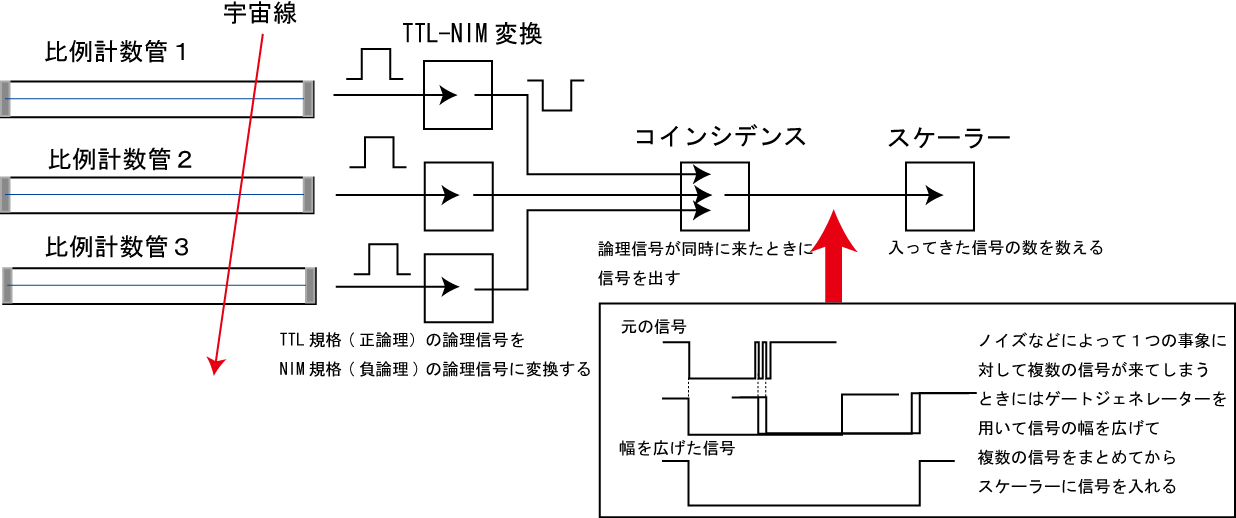 宇宙線
比例計数管1
TTL-NIM変換
比例計数管2
コインシデンス
スケーラー
比例計数管3
論理信号が同時に来たときに
信号を出す
入ってきた信号の数を数える
TTL規格(正論理)の論理信号を
NIM規格(負論理)の論理信号に変換する
元の信号
幅を広げた信号
ノイズなどによって1つの事象に
対して複数の信号が来てしまう
ときにはゲートジェネレーターを
用いて信号の幅を広げて
複数の信号をまとめてから
スケーラーに信号を入れる